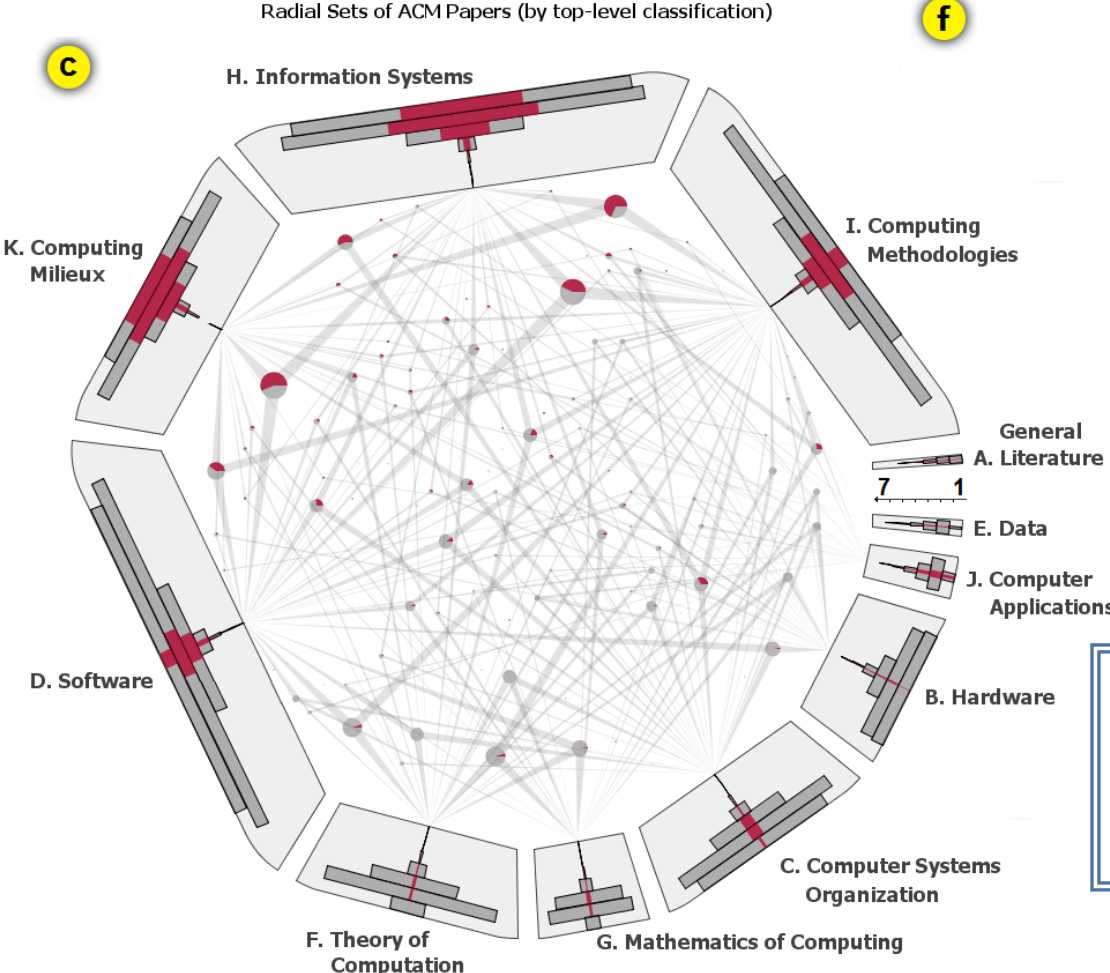 Radial Sets of ACM Papers (by top-level classification)
f
c
H. Information Systems
I. Computing
Methodologies
K. Computing
Milieux
General
A. Literature
7 1
E. Data
J. Computer
Applications
D. Software
B. Hardware
C. Computer Systems
Organization
F. Theory of
Computation
G. Mathematics of Computing